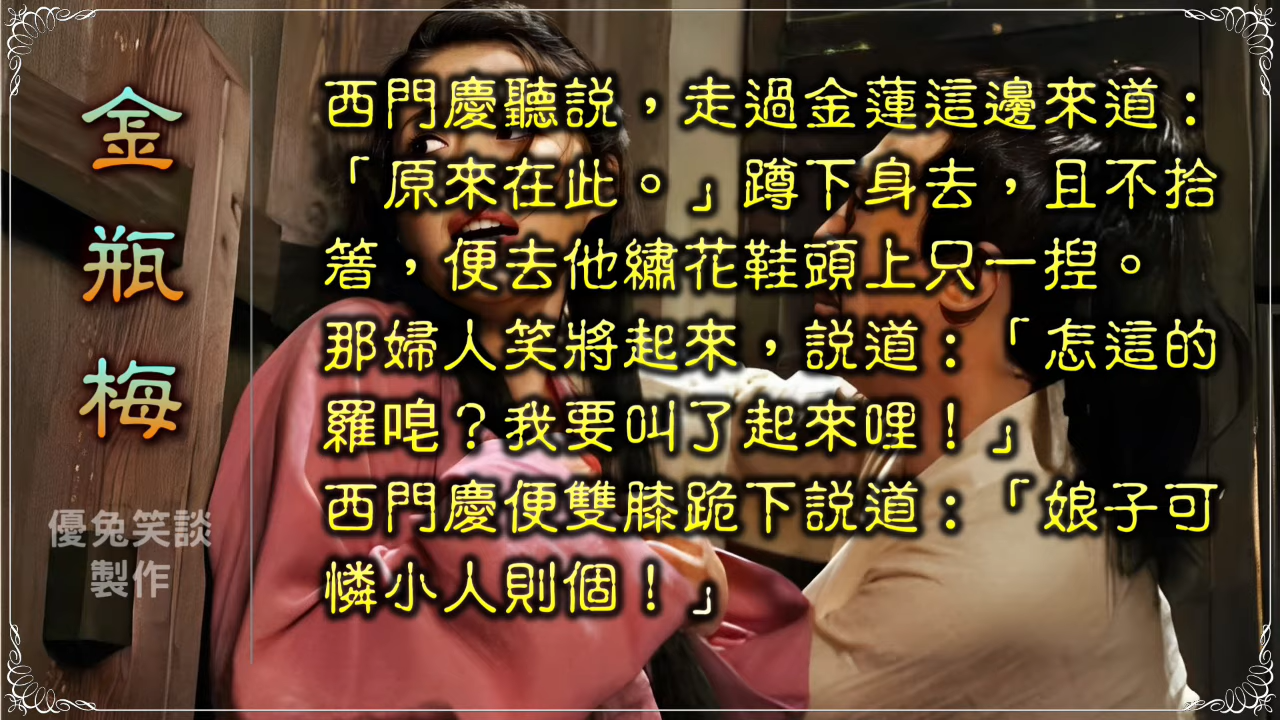 金瓶梅
優兔笑談
製作
西門慶聽説，走過金蓮這邊來道：
「原來在此。」蹲下身去，且不拾
箸，便去他繡花鞋頭上只一揑。
那婦人笑將起來，説道：「怎這的
羅唣？我要叫了起來哩！」
西門慶便雙膝跪下説道：「娘子可
憐小人則個！」